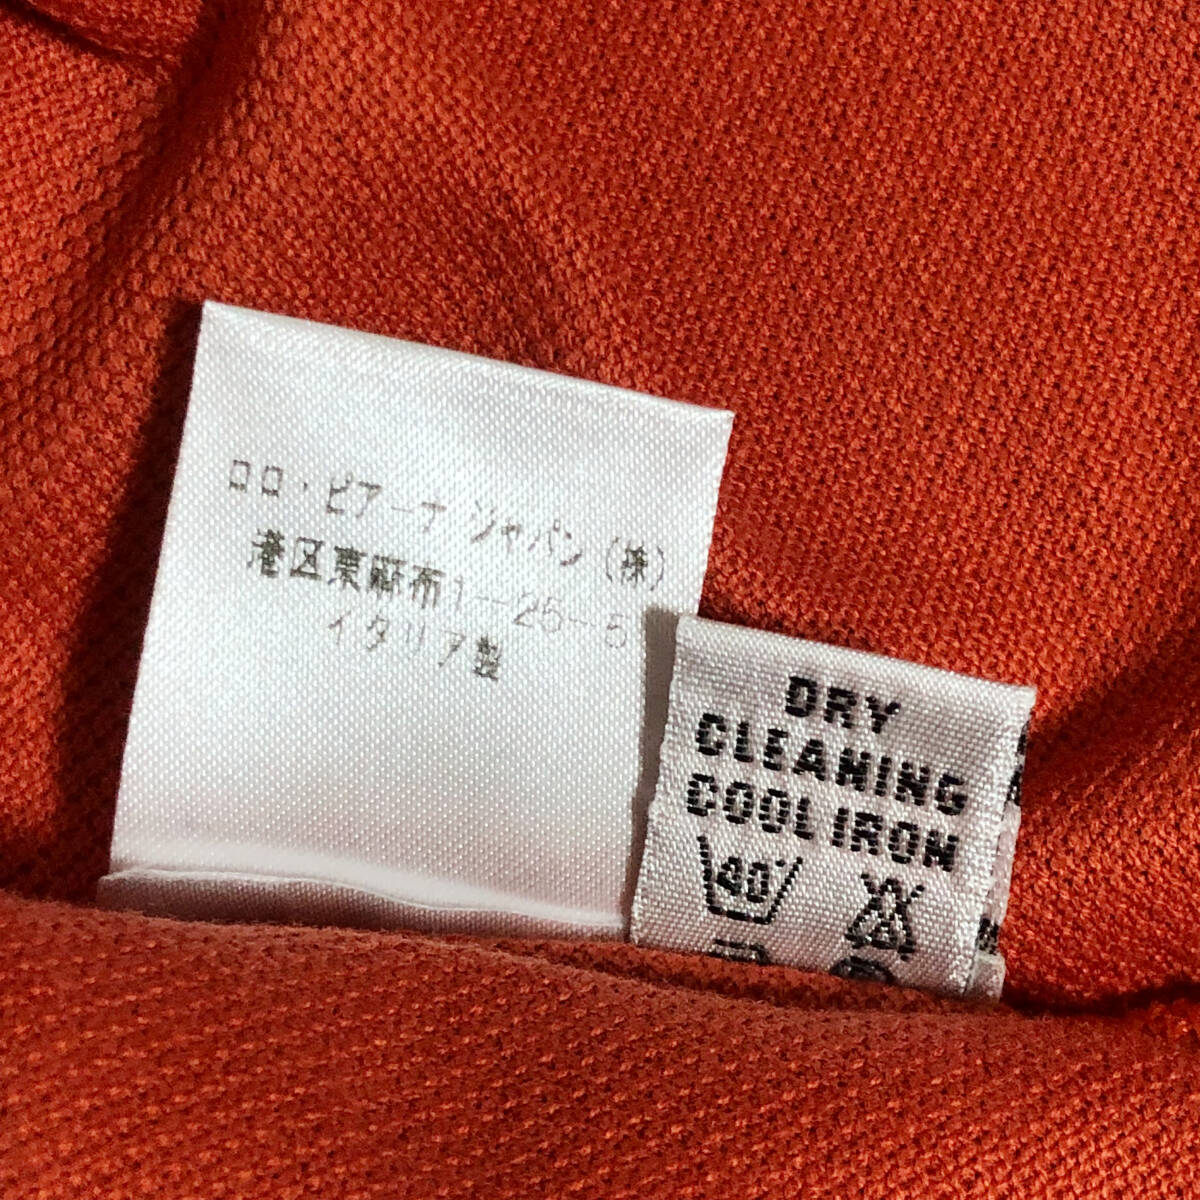 ロロ・ピアーナ ジャパン(株)
港区東麻布1-25-5
イタリア製
DRY
CLEANING
COOL IRON
40°